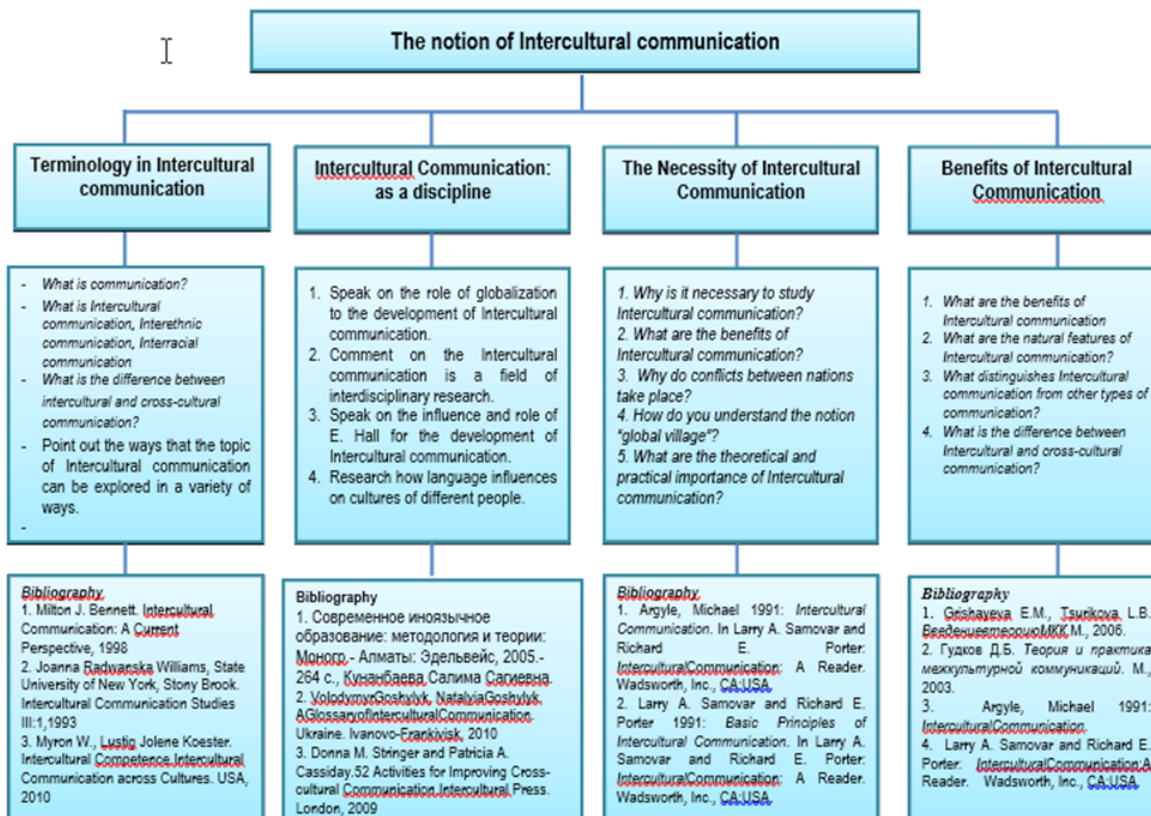 The notion of Intercultural communication
Terminology in Intercultural
communication
- What is communication?
- What is Intercultural
communication, Interethnic
communication, Interracial
communication
- What is the difference between
intercultural and cross-cultural
communication?
- Point out the ways that the topic
of Intercultural communication
can be explored in a variety of
ways.
-
Bibliography
1. Milton J. Bennett. Intercultural
Communication: A Current
Perspective, 1998
2. Joanna Radwanska Williams, State
University of New York, Stony Brook.
Intercultural Communication Studies
III:1,1993
3. Myron W., Lustig Jolene Koester.
Intercultural Competence.Intercultural
Communication across Cultures. USA,
2010
Intercultural Communication:
as a discipline
1. Speak on the role of globalization
to the development of Intercultural
communication.
2. Comment on the Intercultural
communication is a field of
interdisciplinary research.
3. Speak on the influence and role of
E. Hall for the development of
Intercultural communication.
4. Research how language influences
on cultures of different people.
Bibliography
1. Современное иноязычное
образование: методология и теории:
Моногр.- Алматы: Эдельвейс, 2005.-
264 с., Кунанбаева Салима Сагиевна.
2. VolodymyrGoshylyk, NatalyiaGoshylyk.
AGlossaryofInterculturalCommunication.
Ukraine. Ivanovo-Frankivisk, 2010
3. Donna M. Stringer and Patricia A.
Cassiday.52 Activities for Improving Cross-
cultural Communication.Intercultural Press.
London, 2009
The Necessity of Intercultural
Communication
1. Why is it necessary to study
Intercultural communication?
2. What are the benefits of
Intercultural communication?
3. Why do conflicts between nations
take place?
4. How do you understand the notion
"global village"?
5. What are the theoretical and
practical importance of Intercultural
communication?
Bibliography
1. Argyle, Michael 1991: Intercultural
Communication. In Larry A. Samovar and
Richard E. Porter:
InterculturalCommunication: A Reader.
Wadsworth, Inc., CA:USA.
2. Larry A. Samovar and Richard E.
Porter 1991: Basic Principles of
Intercultural Communication. In Larry A.
Samovar and Richard E. Porter:
InterculturalCommunication: A Reader.
Wadsworth, Inc., CA:USA.
Benefits of Intercultural
Communication
1. What are the benefits of
Intercultural communication
2. What are the natural features of
Intercultural communication?
3. What distinguishes Intercultural
communication from other types of
communication?
4. What is the difference between
Intercultural and cross-cultural
communication?
Bibliography
1. Grishayeva E.M., Tsurikova L.B.
ВведениевтеориюМКК.М., 2006.
2. Гудков Д.Б. Теория и практика
межкультурной коммуникаций. М.,
2003.
3. Argyle, Michael 1991:
InterculturalCommunication.
4. Larry A. Samovar and Richard E.
Porter: InterculturalCommunication:A
Reader. Wadsworth, Inc., CA:USA